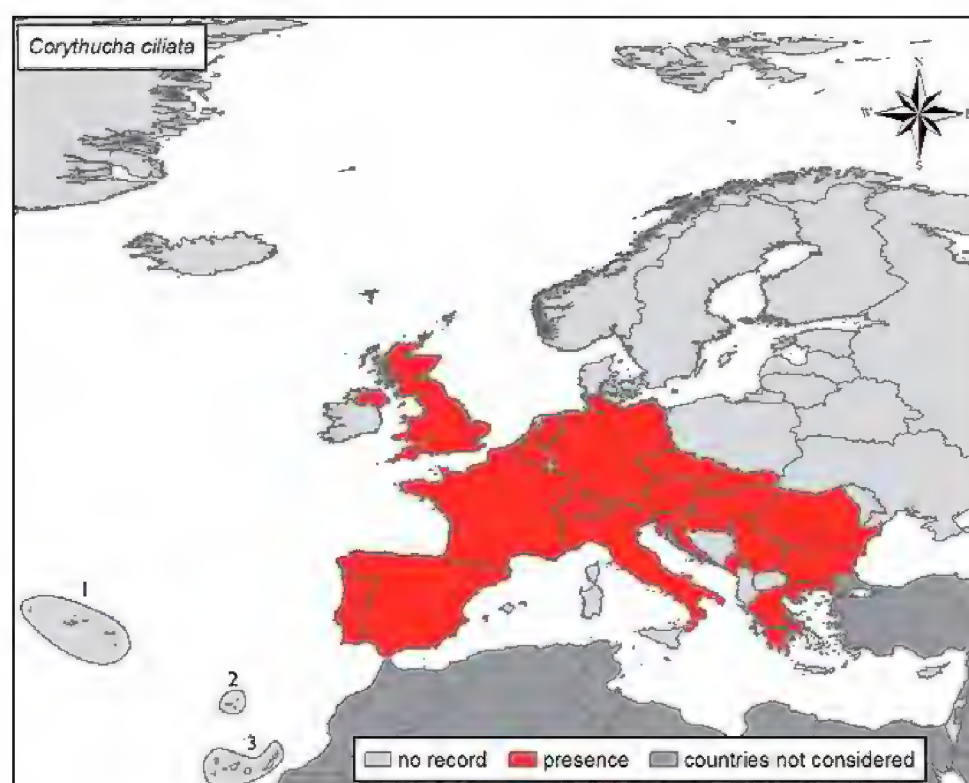 Corythucha ciliata
N
W
E
S
1
2
3
no record presence countries not considered